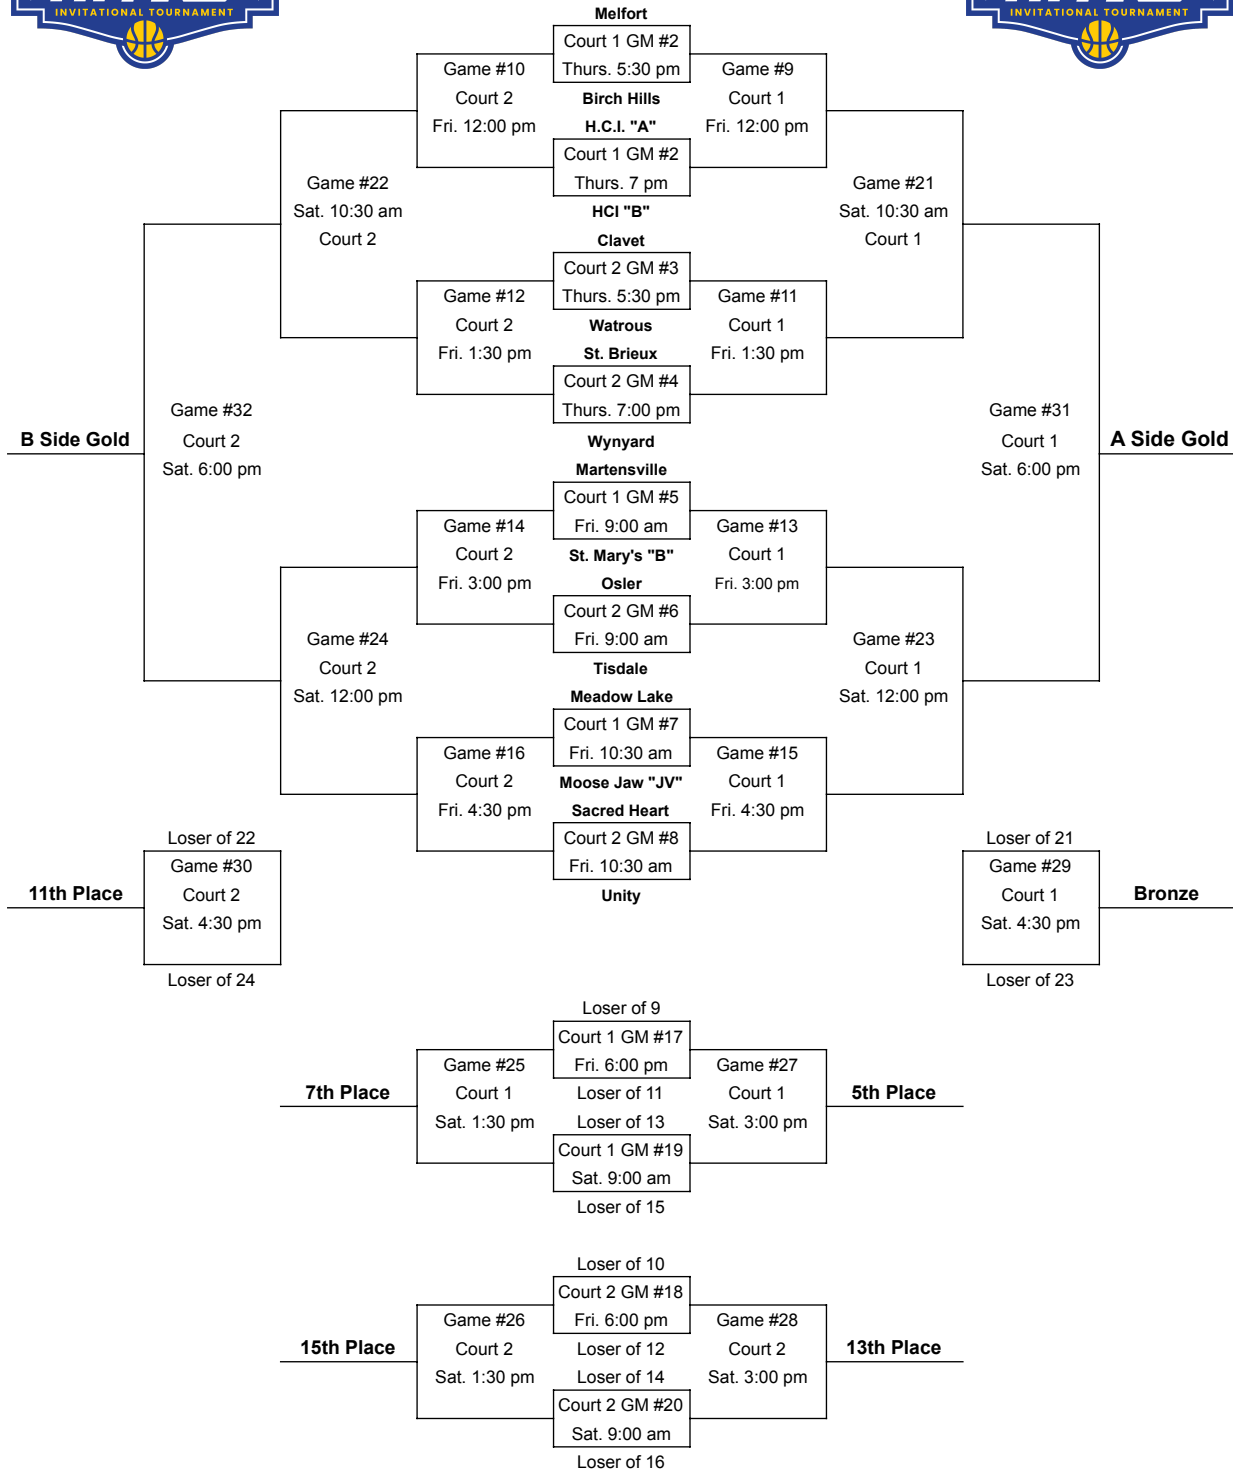 INVITATIONAL TOURNAMENT
INVITATIONAL TOURNAMENT
Melfort
Court 1 GM #2
Thurs. 5:30 pm
Birch Hills
H.C.I. "A"
Court 1 GM #2
Thurs. 7 pm
HCI "B"
Clavet
Court 2 GM #3
Thurs. 5:30 pm
Watrous
St. Brieux
Court 2 GM #4
Thurs. 7:00 pm
Wynyard
Martensville
Court 1 GM #5
Fri. 9:00 am
St. Mary's "B"
Osler
Court 2 GM #6
Fri. 9:00 am
Tisdale
Meadow Lake
Court 1 GM #7
Fri. 10:30 am
Moose Jaw "JV"
Sacred Heart
Court 2 GM #8
Fri. 10:30 am
Unity
Game #10
Court 2
Fri. 12:00 pm
Game #9
Court 1
Fri. 12:00 pm
Game #22
Sat. 10:30 am
Court 2
Game #21
Sat. 10:30 am
Court 1
Game #12
Court 2
Fri. 1:30 pm
Game #11
Court 1
Fri. 1:30 pm
B Side Gold
Game #32
Court 2
Sat. 6:00 pm
Game #31
Court 1
Sat. 6:00 pm
A Side Gold
Game #14
Court 2
Fri. 3:00 pm
Game #13
Court 1
Fri. 3:00 pm
Game #24
Court 2
Sat. 12:00 pm
Game #23
Court 1
Sat. 12:00 pm
Game #16
Court 2
Fri. 4:30 pm
Game #15
Court 1
Fri. 4:30 pm
Loser of 22
Game #30
Court 2
Sat. 4:30 pm
Loser of 24
11th Place
Loser of 21
Game #29
Court 1
Sat. 4:30 pm
Loser of 23
Bronze
Loser of 9
Court 1 GM #17
Fri. 6:00 pm
Loser of 11
Loser of 13
Court 1 GM #19
Sat. 9:00 am
Loser of 15
7th Place
Game #25
Court 1
Sat. 1:30 pm
Game #27
Court 1
Sat. 3:00 pm
5th Place
Loser of 10
Court 2 GM #18
Fri. 6:00 pm
Loser of 12
Loser of 14
Court 2 GM #20
Sat. 9:00 am
Loser of 16
15th Place
Game #26
Court 2
Sat. 1:30 pm
Game #28
Court 2
Sat. 3:00 pm
13th Place